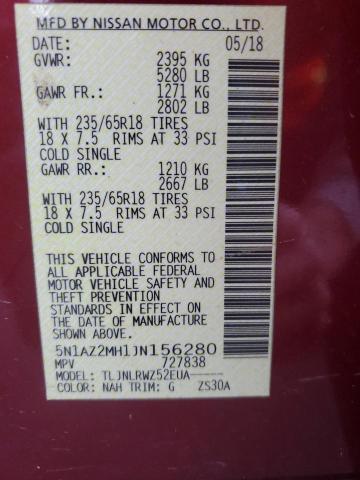 MFD BY NISSAN MOTOR CO., LTD.
DATE: 05/18
GVWR: 2395 KG
5280 LB
GAWR FR.: 1271 KG
2802 LB
WITH 235/65R18 TIRES
18 X 7.5 RIMS AT 33 PSI
COLD SINGLE
GAWR RR.: 1210 KG
2667 LB
WITH 235/65R18 TIRES
18 X 7.5 RIMS AT 33 PSI
COLD SINGLE
THIS VEHICLE CONFORMS TO
ALL APPLICABLE FEDERAL
MOTOR VEHICLE SAFETY AND
THEFT PREVENTION
STANDARDS IN EFFECT ON
THE DATE OF MANUFACTURE
SHOWN ABOVE.
5N1AZ2MH1JN156280
MPV 727838
MODEL: TLJNLRWZ52EUA-----
COLOR: NAH TRIM: G ZS30A